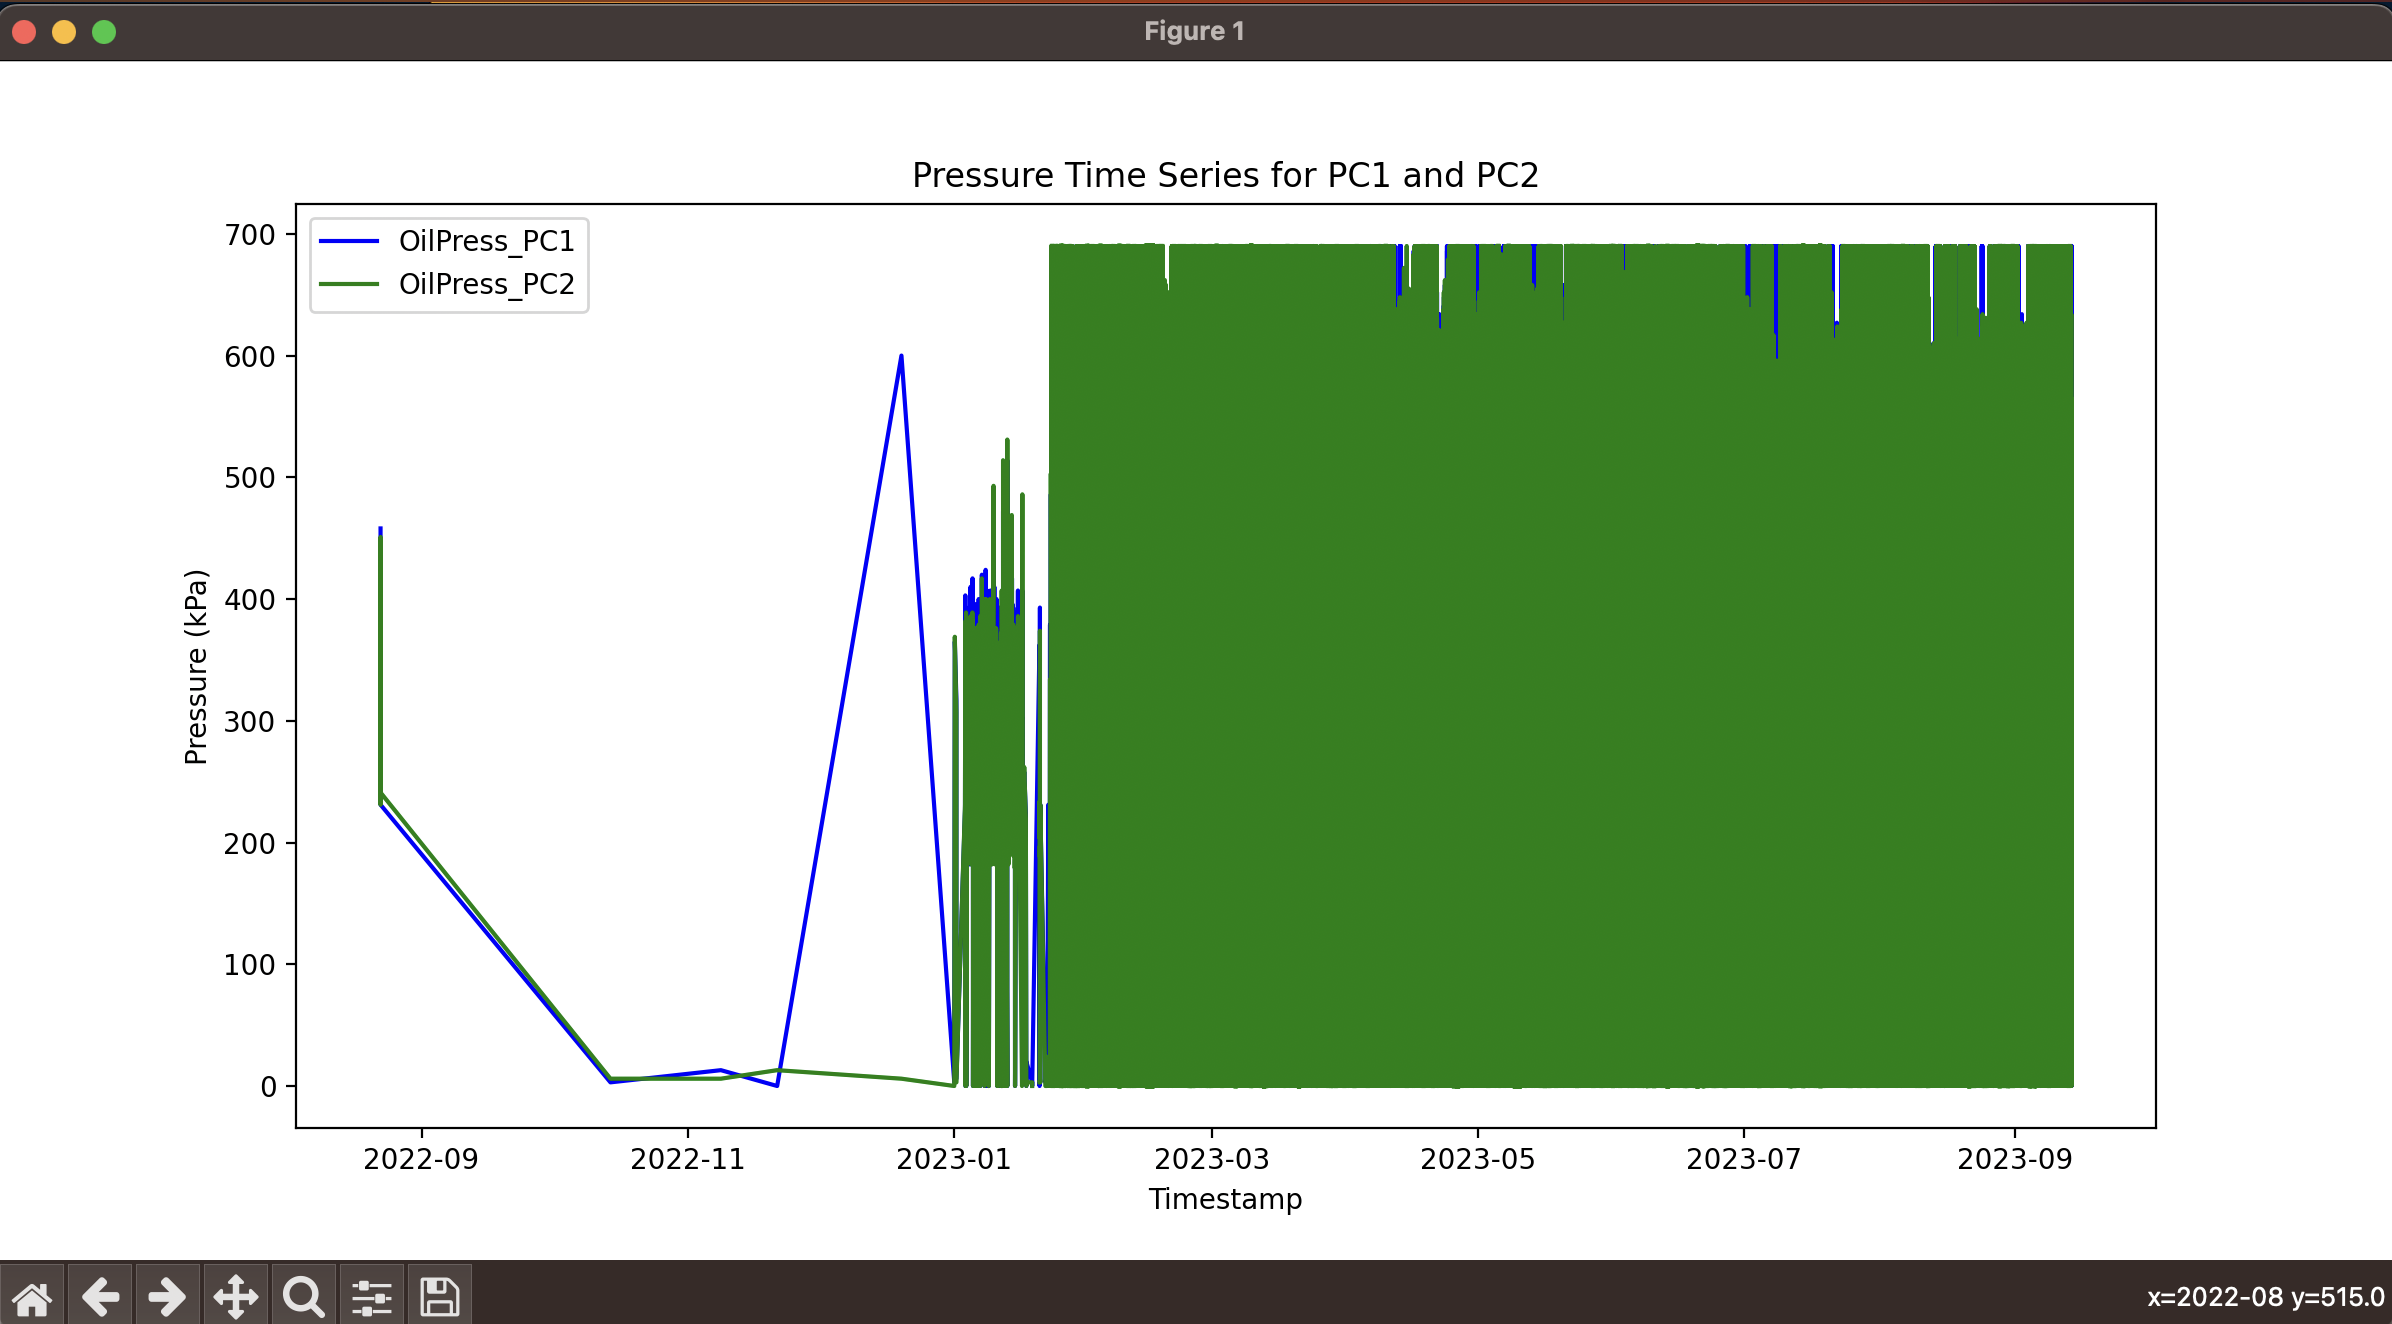 Figure 1
Pressure Time Series for PC1 and PC2
OilPress_PC1
OilPress_PC2
700
600
500
400
300
200
100
0
Pressure (kPa)
2022-09 2022-11 2023-01 2023-03 2023-05 2023-07 2023-09
Timestamp
x=2022-08 y=515.0